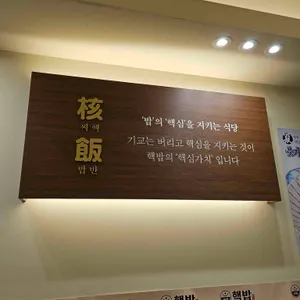 核
씨 핵
飯
밥 반
'밥'의 '핵심'을 지키는 식당
기교는 버리고 핵심을 지키는 것이
핵밥의 '핵심가치' 입니다
핵밥